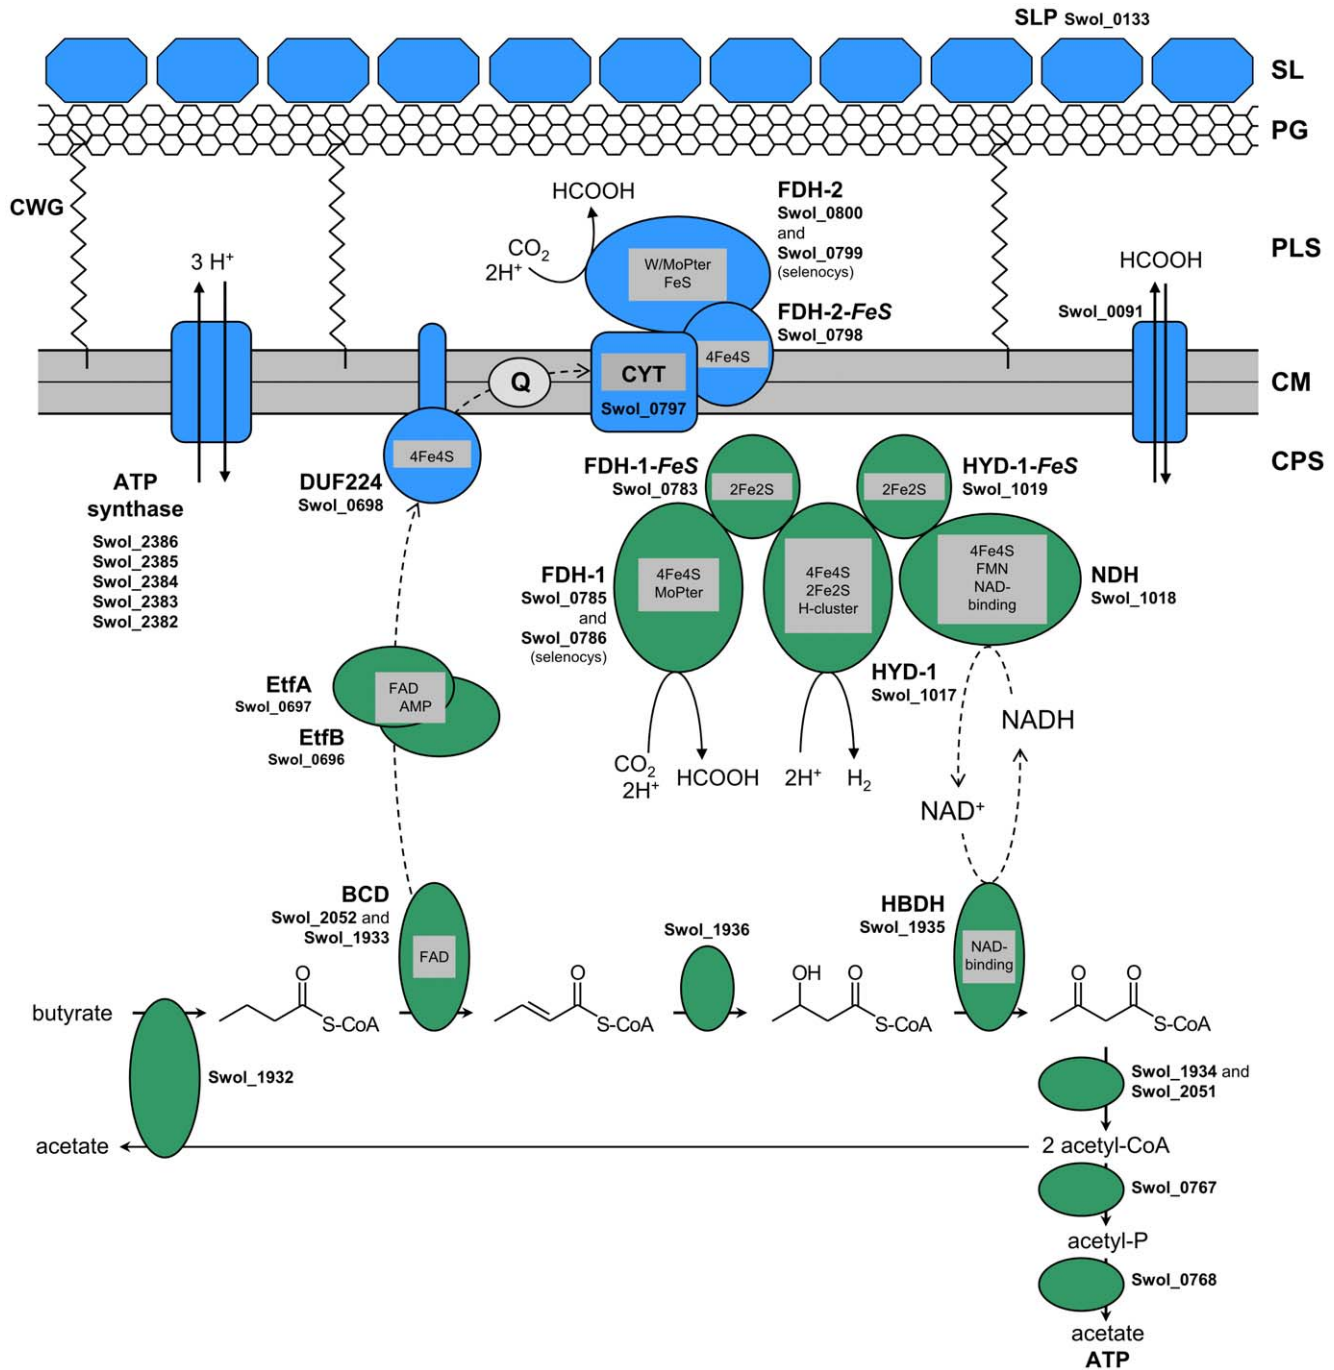 SLP Swol_0133
SL
PG
CWG
HCOOH
CO2
2H+
W/MoPter
FeS
FDH-2
Swol_0800
and
Swol_0799
(selenocys)
PLS
3 H+
HCOOH
Swol_0091
FDH-2-FeS
Swol_0798
4Fe4S
Q
CYT
Swol_0797
CM
4Fe4S
DUF224
Swol_0698
CPS
ATP
synthase
Swol_2386
Swol_2385
Swol_2384
Swol_2383
Swol_2382
FDH-1-FeS
Swol_0783
2Fe2S
2Fe2S
HYD-1-FeS
Swol_1019
FDH-1
Swol_0785
and
Swol_0786
(selenocys)
4Fe4S
MoPter
4Fe4S
2Fe2S
H-cluster
4Fe4S
FMN
NAD-
binding
NDH
Swol_1018
HYD-1
Swol_1017
EtfA
Swol_0697
EtfB
Swol_0696
FAD
AMP
CO2
2H+
HCOOH
2H+
H2
NADH
NAD+
BCD
Swol_2052 and
Swol_1933
FAD
Swol_1936
HBDH
Swol_1935
NAD-
binding
butyrate
O
S-CoA
O
S-CoA
OH
O
S-CoA
O
O
S-CoA
Swol_1932
Swol_1934 and
Swol_2051
acetate
2 acetyl-CoA
Swol_0767
acetyl-P
Swol_0768
acetate
ATP